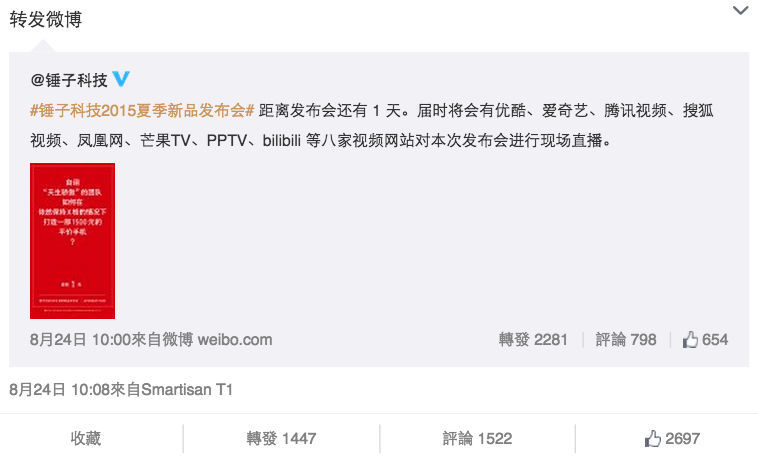 转发微博
@锤子科技
#锤子科技2015夏季新品发布会# 距离发布会还有 1 天。届时将会有优酷、爱奇艺、腾讯视频、搜狐
视频、凤凰网、芒果TV、PPTV、bilibili 等八家视频网站对本次发布会进行现场直播。
自诩
“天生骄傲”的团队
如何在
依然保持X格的情况下
打造一部1500元的
平价手机
?
8月24日 10:00來自微博 weibo.com
轉發 2281 評論 798 654
8月24日 10:08來自Smartisan T1
收藏 轉發 1447 評論 1522 2697